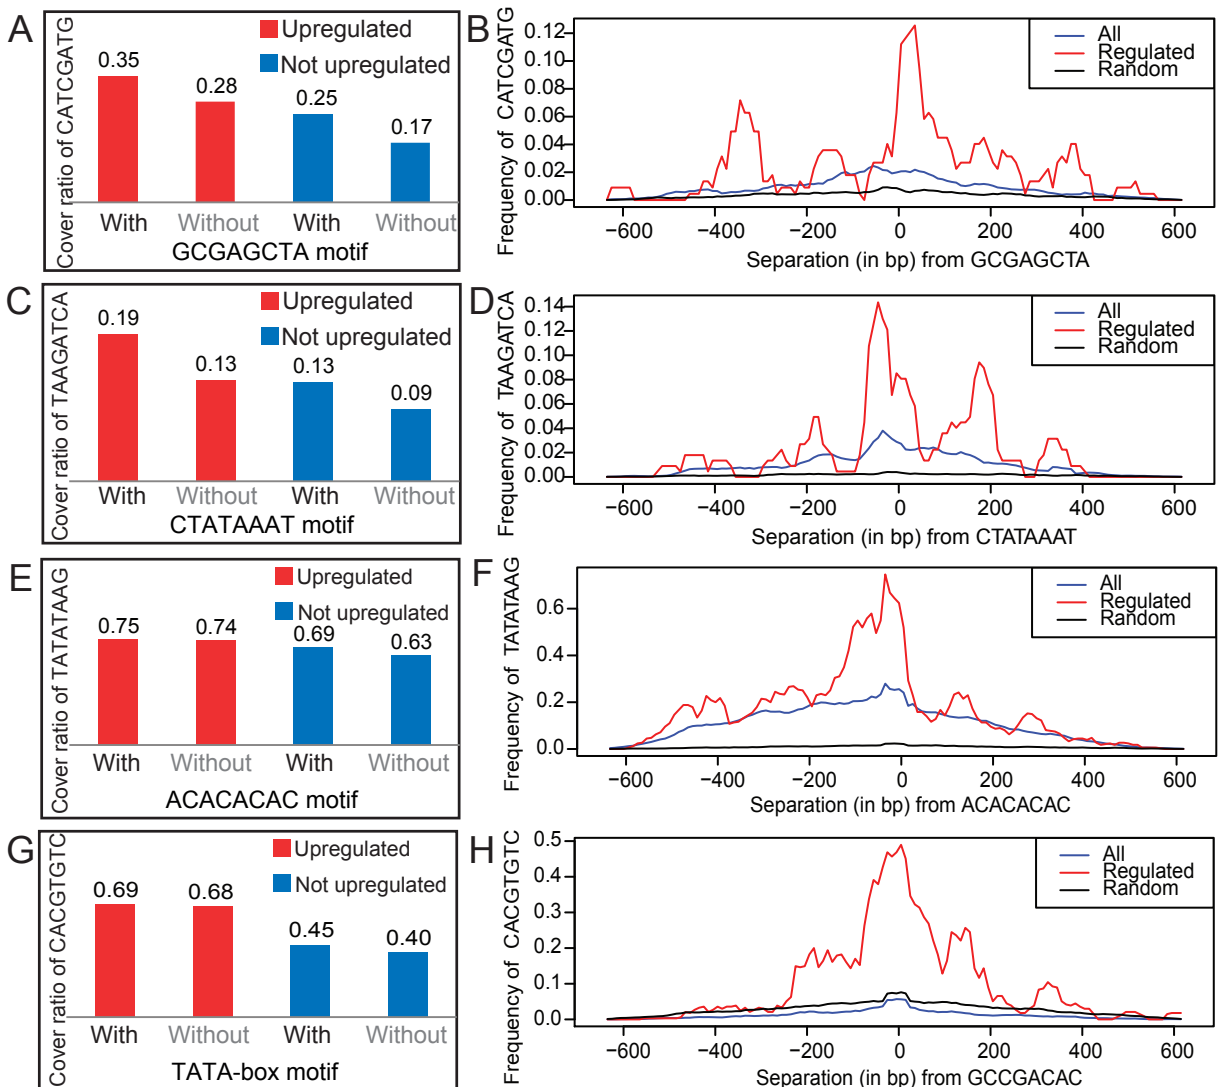 A
Cover ratio of CATCGATG
Upregulated
Not upregulated
0.35
0.28
0.25
0.17
With
Without
With
Without
GCGAGCTA motif
B
Frequency of CATCGATG
0.12
0.10
0.08
0.06
0.04
0.02
0.00
All
Regulated
Random
−600
−400
−200
0
200
400
600
Separation (in bp) from GCGAGCTA
C
Cover ratio of TAAGATCA
Upregulated
Not upregulated
0.19
0.13
0.13
0.09
With
Without
With
Without
CTATAAAT motif
D
Frequency of TAAGATCA
0.14
0.12
0.10
0.08
0.06
0.04
0.02
0.00
All
Regulated
Random
−600
−400
−200
0
200
400
600
Separation (in bp) from CTATAAAT
E
Cover ratio of TATATAAG
Upregulated
Not upregulated
0.75
0.74
0.69
0.63
With
Without
With
Without
ACACACAC motif
F
Frequency of TATATAAG
0.6
0.4
0.2
0.0
All
Regulated
Random
−600
−400
−200
0
200
400
600
Separation (in bp) from ACACACAC
G
Cover ratio of CACGTGTC
Upregulated
Not upregulated
0.69
0.68
0.45
0.40
With
Without
With
Without
TATA-box motif
H
Frequency of CACGTGTC
0.5
0.4
0.3
0.2
0.1
0.0
All
Regulated
Random
−600
−400
−200
0
200
400
600
Separation (in bp) from GCCGACAC